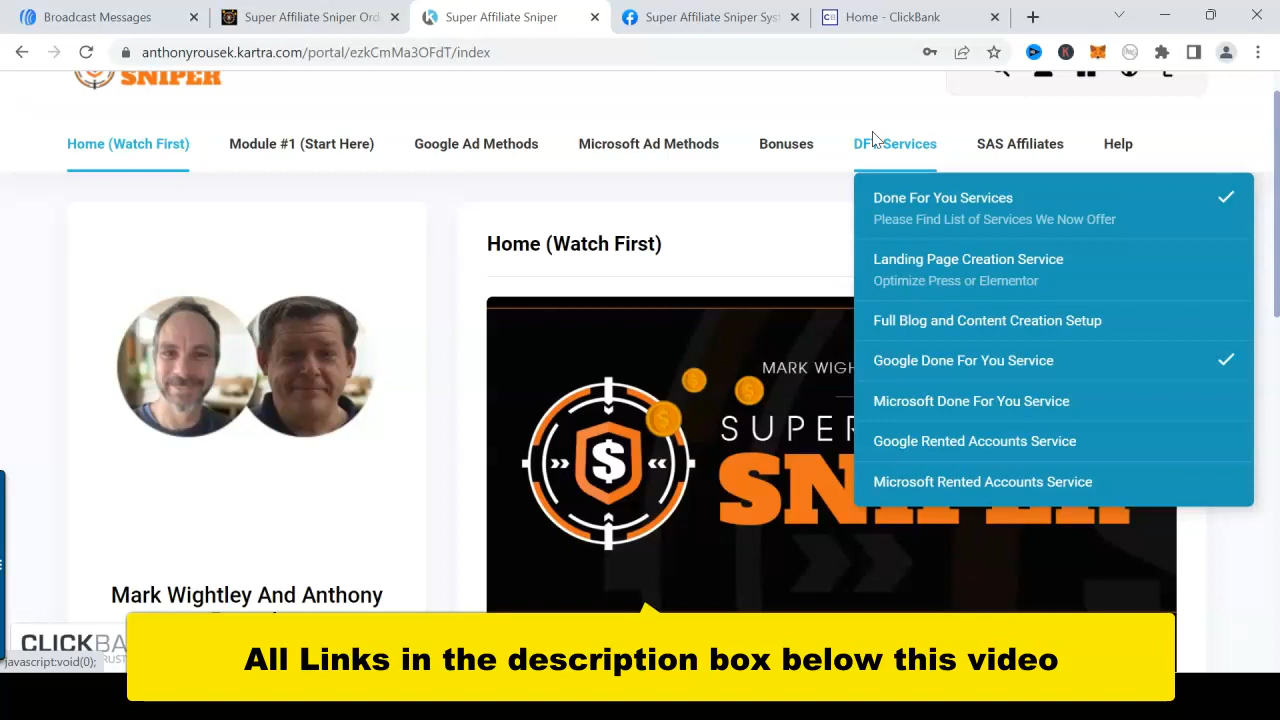 Broadcast Messages
Super Affiliate Sniper Ord
Super Affiliate Sniper
Super Affiliate Sniper Sys
Home - ClickBank
anthonyrousek.kartra.com/portal/ezkCmMa3OFdT/index
SNIPER
Home (Watch First)
Module #1 (Start Here)
Google Ad Methods
Microsoft Ad Methods
Bonuses
DFY Services
SAS Affiliates
Help
Done For You Services
Please Find List of Services We Now Offer
Landing Page Creation Service
Optimize Press or Elementor
Full Blog and Content Creation Setup
Google Done For You Service
Microsoft Done For You Service
Google Rented Accounts Service
Microsoft Rented Accounts Service
Home (Watch First)
MARK WIGH
SUPER
Mark Wightley And Anthony
CLICKBA
javascript:void(0);
All Links in the description box below this video